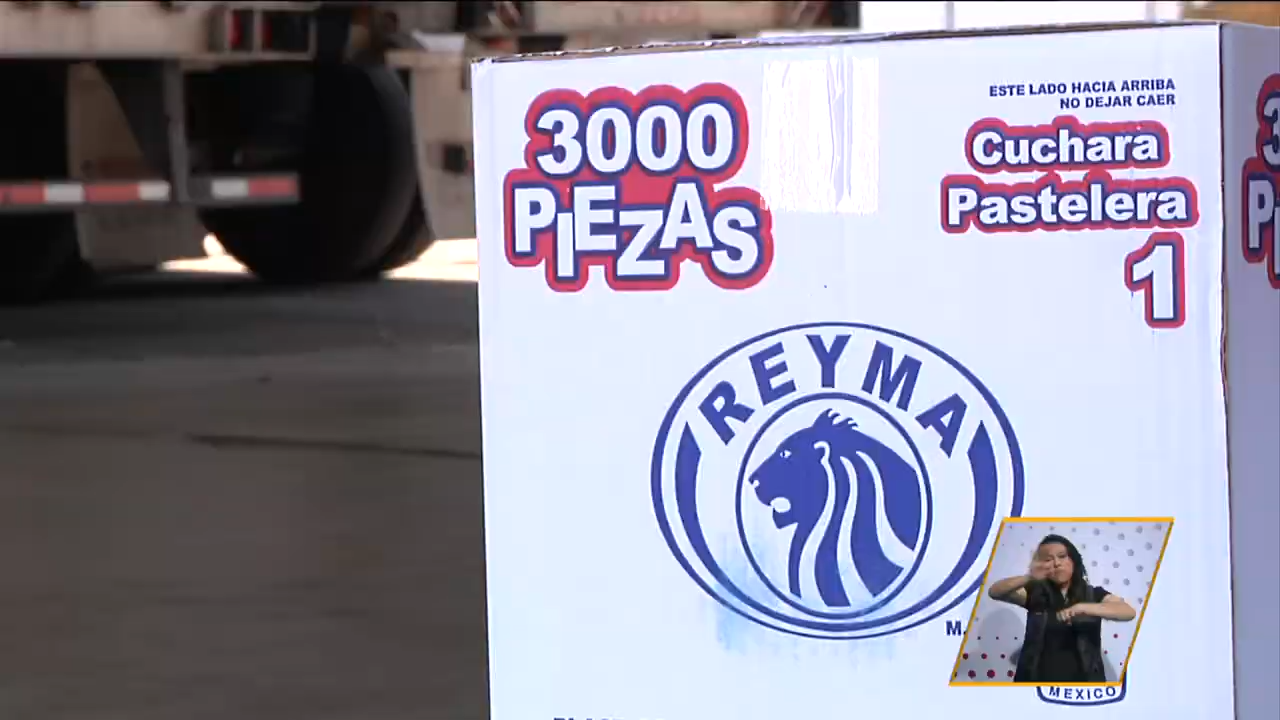 3000
PIEZAS
ESTE LADO HACIA ARRIBA
NO DEJAR CAER
Cuchara
Pastelera
1
REYMA
MEXICO